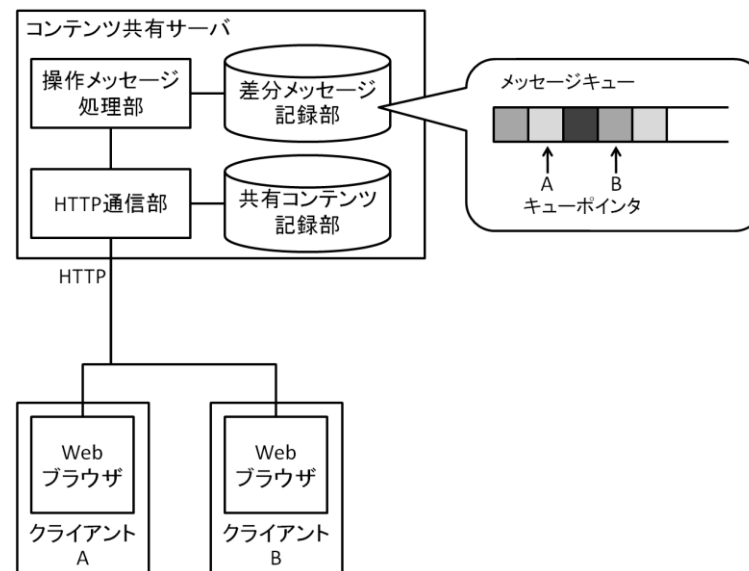 コンテンツ共有サーバ
操作メッセージ
処理部
差分メッセージ
記録部
HTTP通信部
共有コンテンツ
記録部
メッセージキュー
A
B
キューポインタ
HTTP
Web
ブラウザ
クライアント
A
Web
ブラウザ
クライアント
B